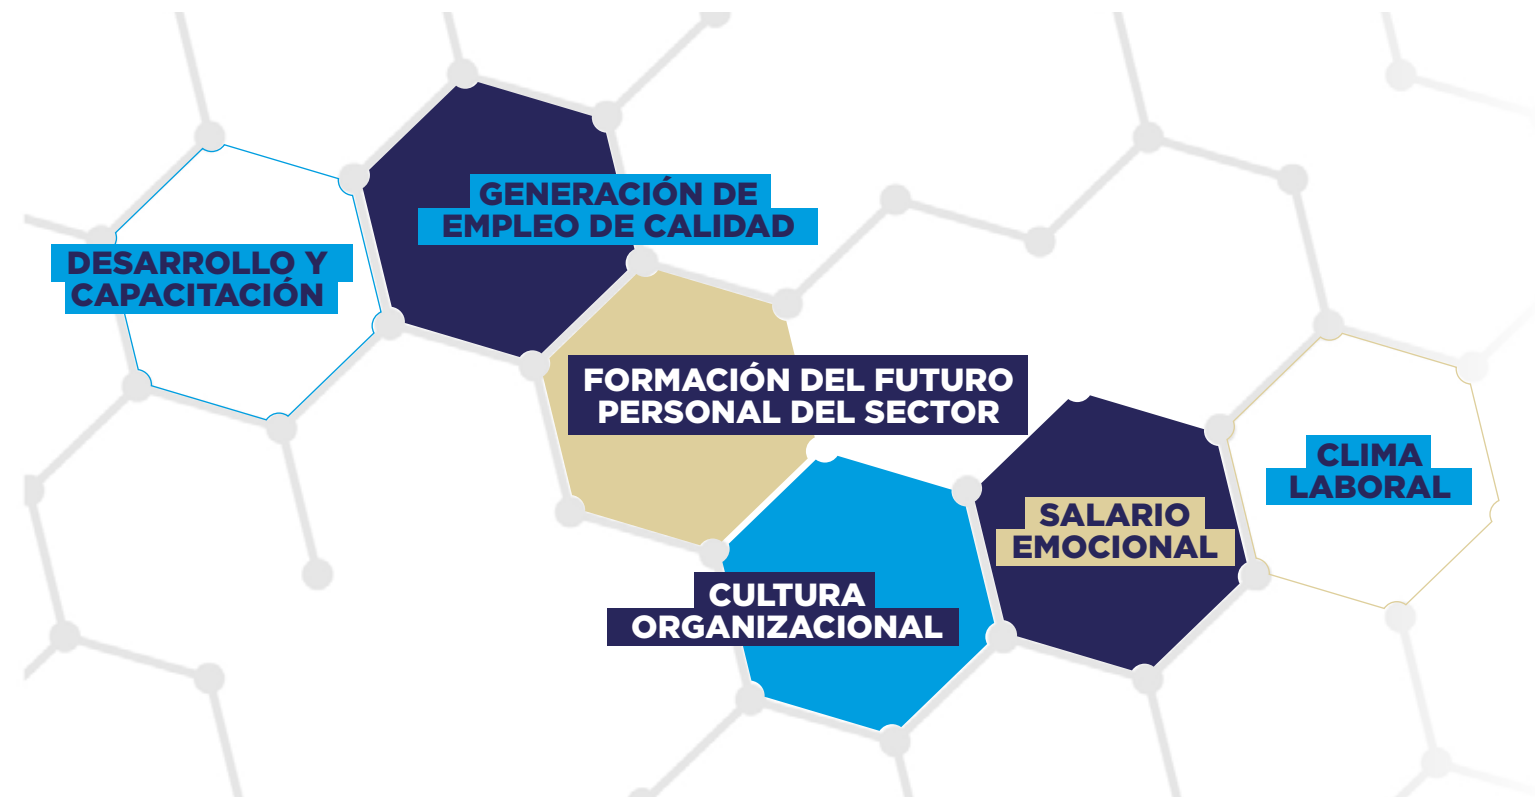 DESARROLLO Y
CAPACITACIÓN
GENERACIÓN DE
EMPLEO DE CALIDAD
FORMACIÓN DEL FUTURO
PERSONAL DEL SECTOR
CULTURA
ORGANIZACIONAL
SALARIO
EMOCIONAL
CLIMA
LABORAL